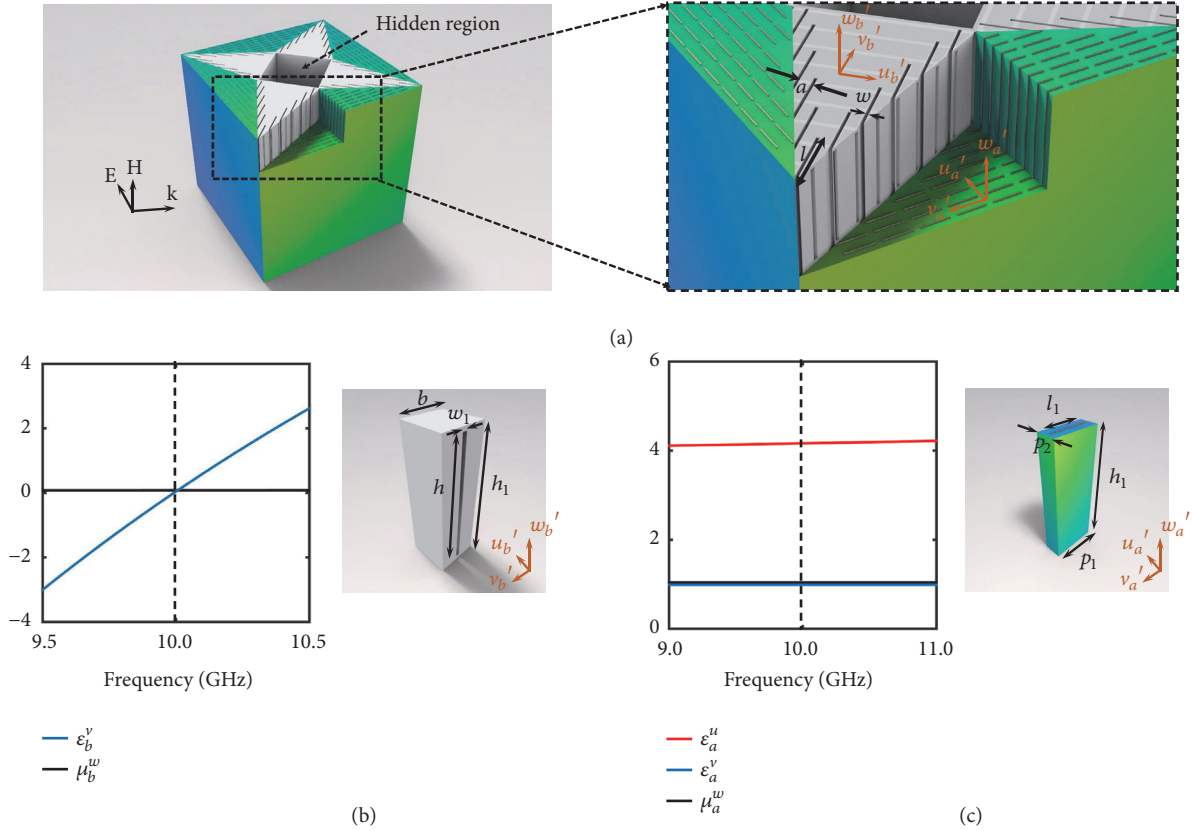 Hidden region
E
H
k
w_b′
v_b′
u_b′
a
w
l
w_a′
u_a′
v_a′
(a)
4
2
0
−2
−4
9.5
10.0
10.5
Frequency (GHz)
b
w_1
h
h_1
w_b′
u_b′
v_b′
ε_b^v
μ_b^w
(b)
6
4
2
0
9.0
10.0
11.0
Frequency (GHz)
l_1
p_2
h_1
p_1
w_a′
u_a′
v_a′
ε_a^u
ε_a^v
μ_a^w
(c)